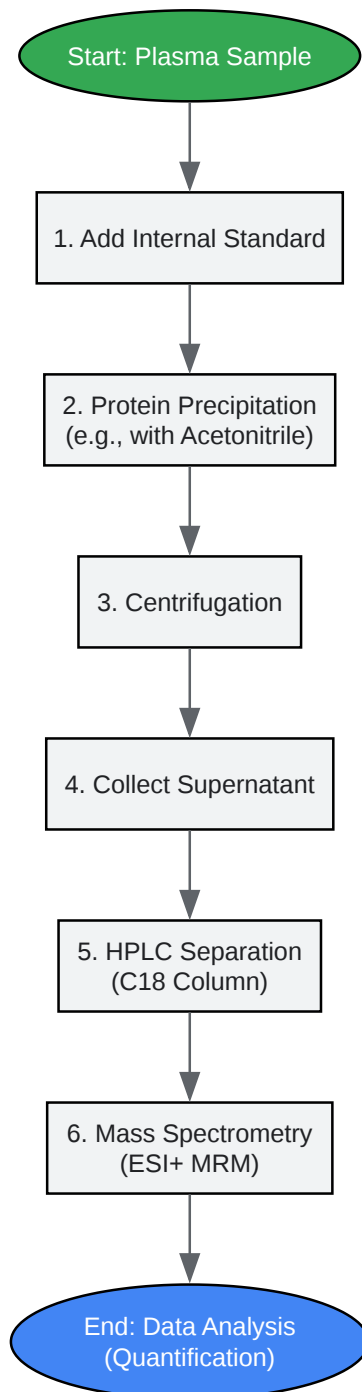 Start: Plasma Sample
1. Add Internal Standard
2. Protein Precipitation
(e.g., with Acetonitrile)
3. Centrifugation
4. Collect Supernatant
5. HPLC Separation
(C18 Column)
6. Mass Spectrometry
(ESI+ MRM)
End: Data Analysis
(Quantification)